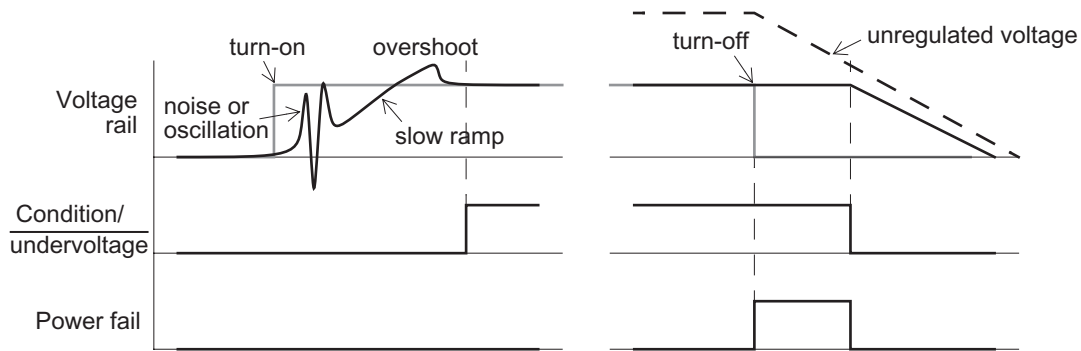 turn-on
overshoot
turn-off
unregulated voltage
Voltage
rail
noise or
oscillation
slow ramp
Condition/
undervoltage
Power fail